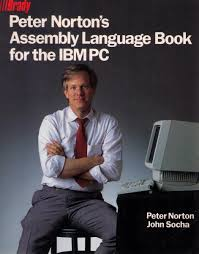 Brady
Peter Norton's
Assembly Language Book
for the IBM PC
Peter Norton
John Socha